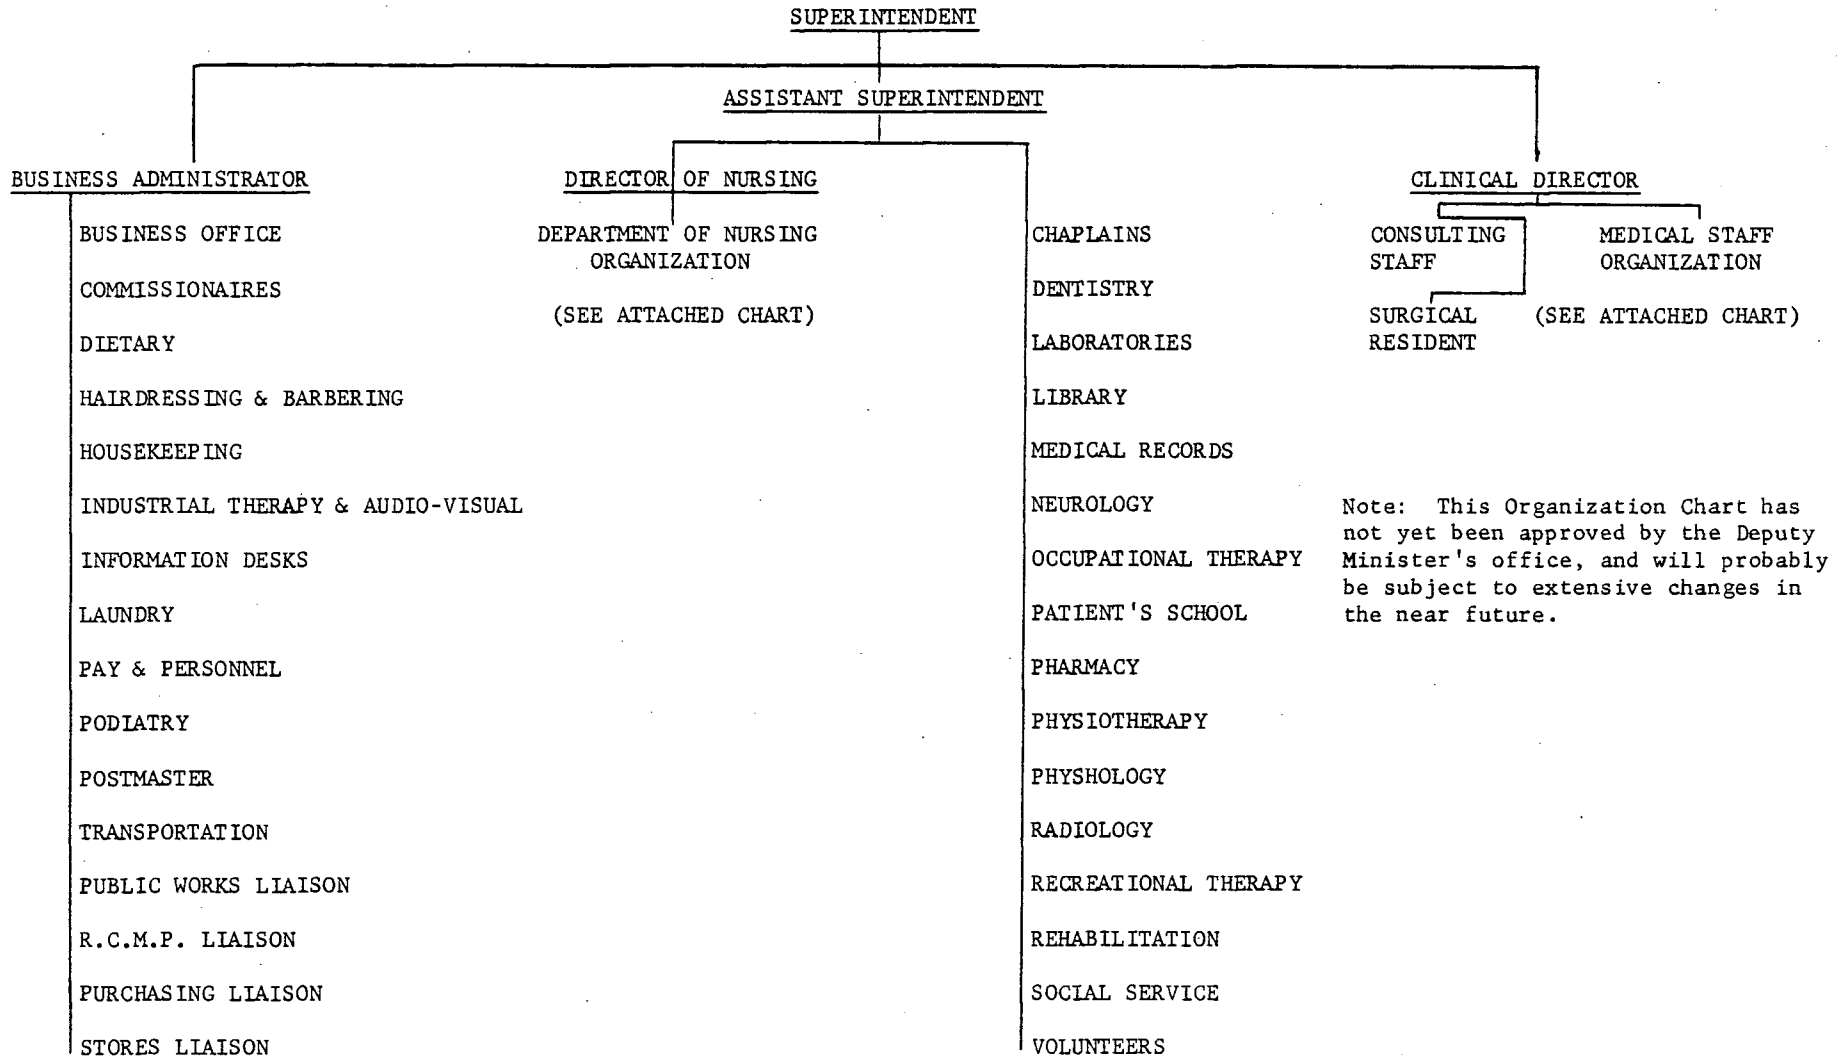 SUPERINTENDENT
ASSISTANT SUPERINTENDENT
BUSINESS ADMINISTRATOR
BUSINESS OFFICE
COMMISSIONAIRES
DIETARY
HAIRDRESSING & BARBERING
HOUSEKEEPING
INDUSTRIAL THERAPY & AUDIO-VISUAL
INFORMATION DESKS
LAUNDRY
PAY & PERSONNEL
PODIATRY
POSTMASTER
TRANSPORTATION
PUBLIC WORKS LIAISON
R.C.M.P. LIAISON
PURCHASING LIAISON
STORES LIAISON
DIRECTOR OF NURSING
DEPARTMENT OF NURSING
ORGANIZATION
(SEE ATTACHED CHART)
CHAPLAINS
DENTISTRY
LABORATORIES
LIBRARY
MEDICAL RECORDS
NEUROLOGY
OCCUPATIONAL THERAPY
PATIENT'S SCHOOL
PHARMACY
PHYSIOTHERAPY
PHYSHOLOGY
RADIOLOGY
RECREATIONAL THERAPY
REHABILITATION
SOCIAL SERVICE
VOLUNTEERS
CLINICAL DIRECTOR
CONSULTING
STAFF
SURGICAL
RESIDENT
MEDICAL STAFF
ORGANIZATION
(SEE ATTACHED CHART)
Note: This Organization Chart has
not yet been approved by the Deputy
Minister's office, and will probably
be subject to extensive changes in
the near future.